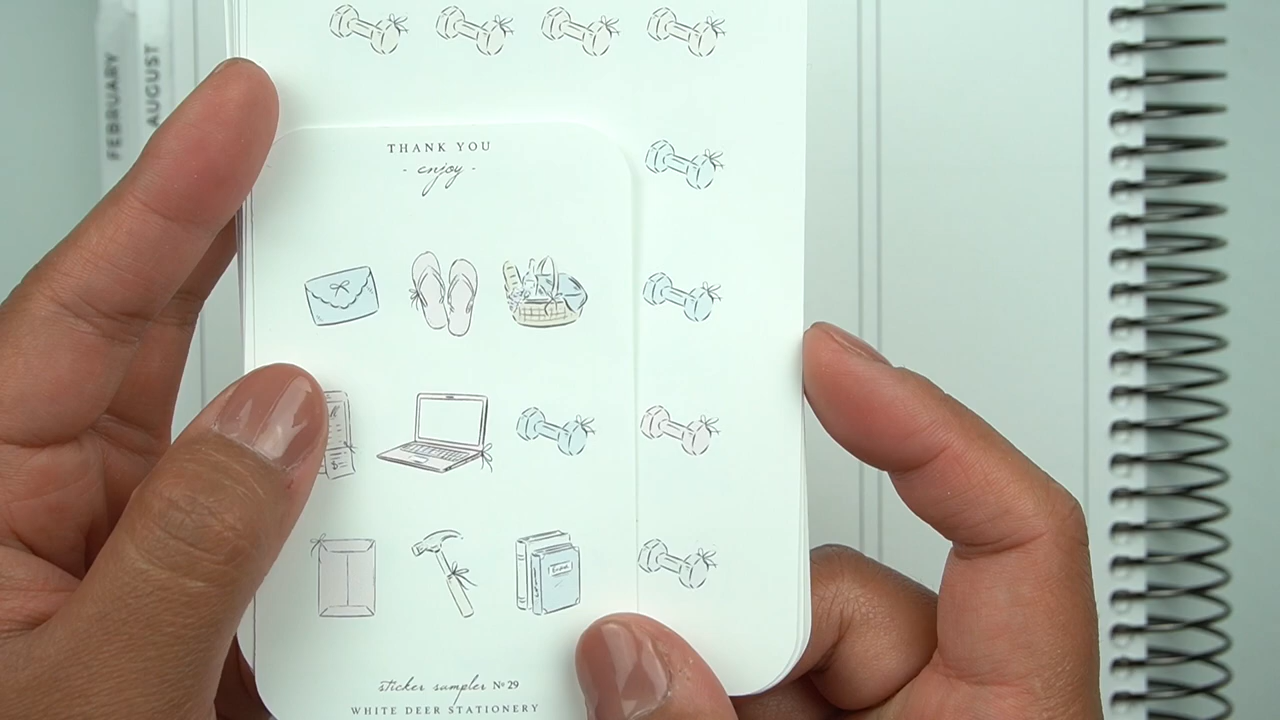 FEBRUARY
AUGUST
THANK YOU
- enjoy -
sticker sampler Nº 29
WHITE DEER STATIONERY